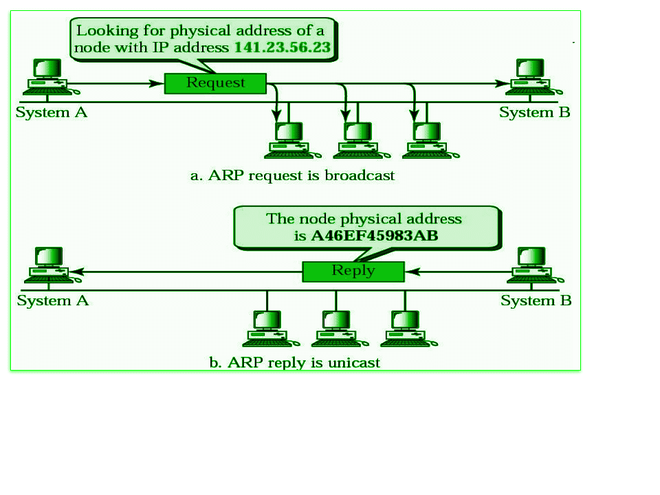 Looking for physical address of a
node with IP address 141.23.56.23
Request
System A
System B
a. ARP request is broadcast
The node physical address
is A46EF45983AB
Reply
System A
System B
b. ARP reply is unicast